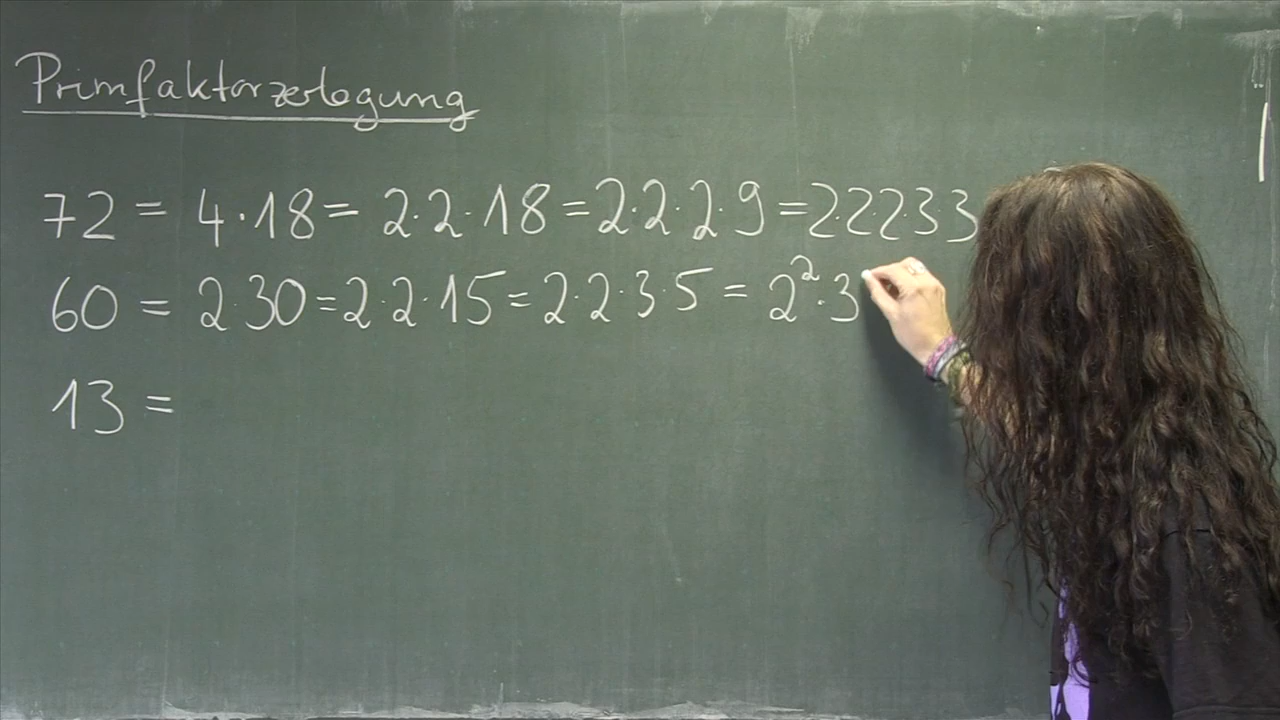 Primfaktorzerlegung
72 = 4·18 = 2·2·18 = 2·2·2·9 = 2·2·2·3·3
60 = 2·30 = 2·2·15 = 2·2·3·5 = 2²·3
13 =